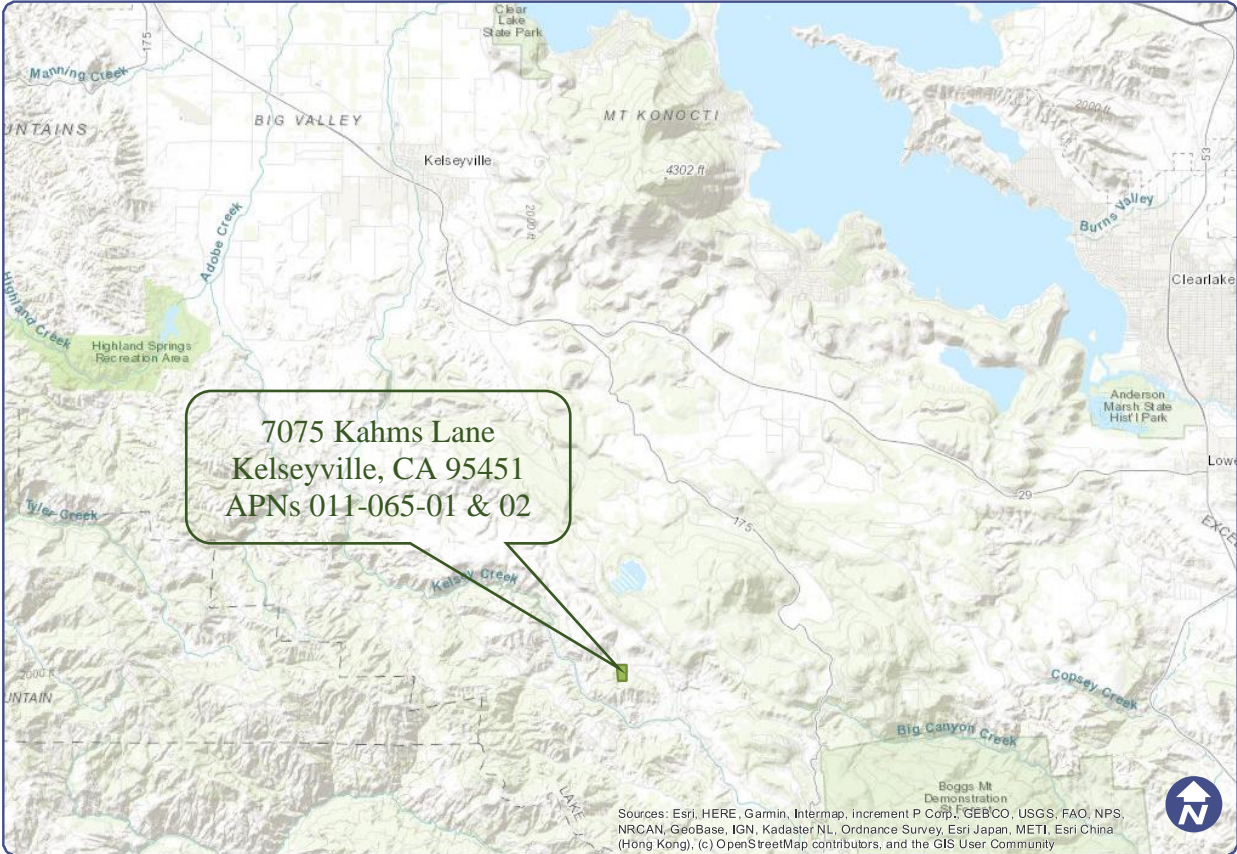 Clear
Lake
State Park
175
Manning Creek
BIG VALLEY
MT KONOCTI
2000 ft
UNTAINS
Kelseyville
4302 ft
53
Burns Valley
2000 ft
Adobe Creek
Clearlake
Highland Creek
Highland Springs
Recreation Area
Anderson
Marsh State
Hist'l Park
7075 Kahms Lane
Kelseyville, CA 95451
APNs 011-065-01 & 02
Lowe
29
Tyler Creek
175
EXCE
Kelsey Creek
2000 ft
UNTAIN
Copsey Creek
Big Canyon Creek
LAKE
Boggs Mt
Demonstration
St Forest
N
Sources: Esri, HERE, Garmin, Intermap, increment P Corp., GEBCO, USGS, FAO, NPS,
NRCAN, GeoBase, IGN, Kadaster NL, Ordnance Survey, Esri Japan, METI, Esri China
(Hong Kong), (c) OpenStreetMap contributors, and the GIS User Community